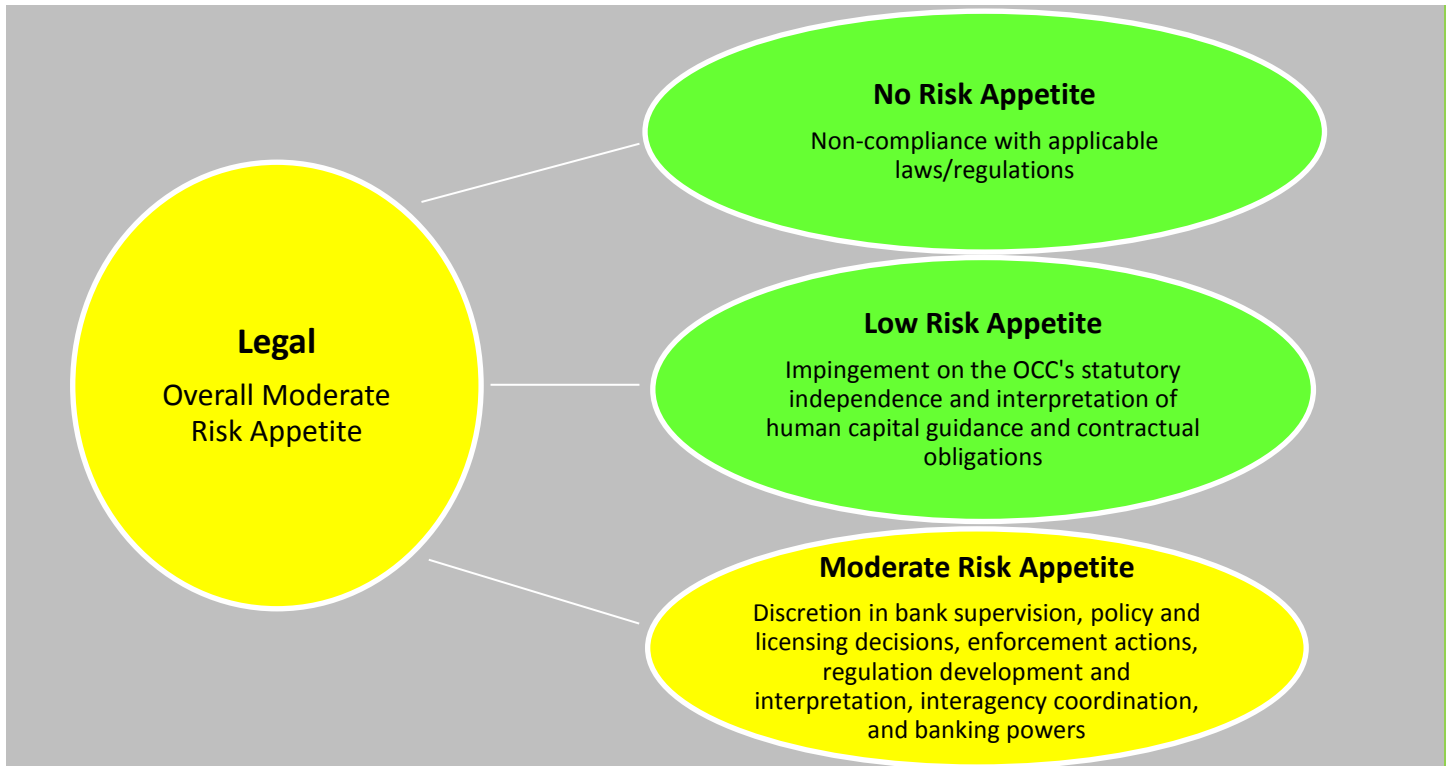 No Risk Appetite
Non-compliance with applicable
laws/regulations
Legal
Overall Moderate
Risk Appetite
Low Risk Appetite
Impingement on the OCC's statutory
independence and interpretation of
human capital guidance and contractual
obligations
Moderate Risk Appetite
Discretion in bank supervision, policy and
licensing decisions, enforcement actions,
regulation development and
interpretation, interagency coordination,
and banking powers